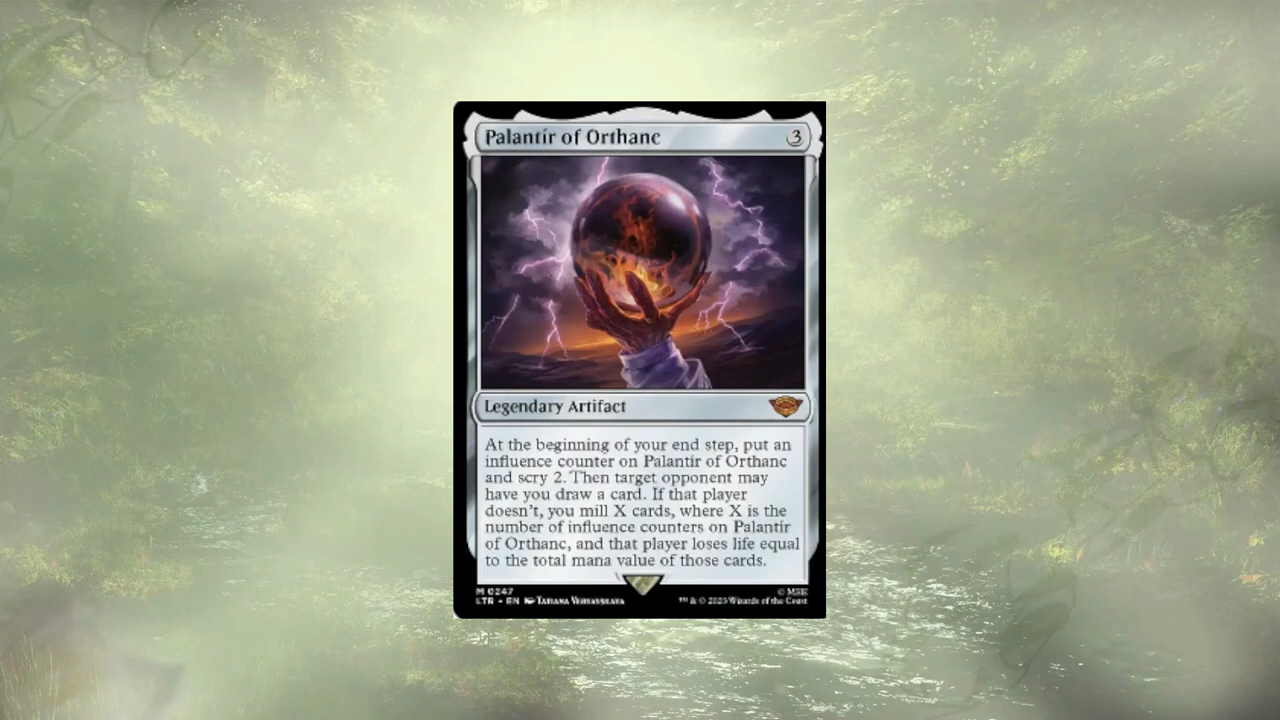 Palantír of Orthanc 3
Legendary Artifact
At the beginning of your end step, put an
influence counter on Palantír of Orthanc
and scry 2. Then target opponent may
have you draw a card. If that player
doesn't, you mill X cards, where X is the
number of influence counters on Palantír
of Orthanc, and that player loses life equal
to the total mana value of those cards.
M 0247 © MEE
LTR • EN
™ & © 2023 Wizards of the Coast